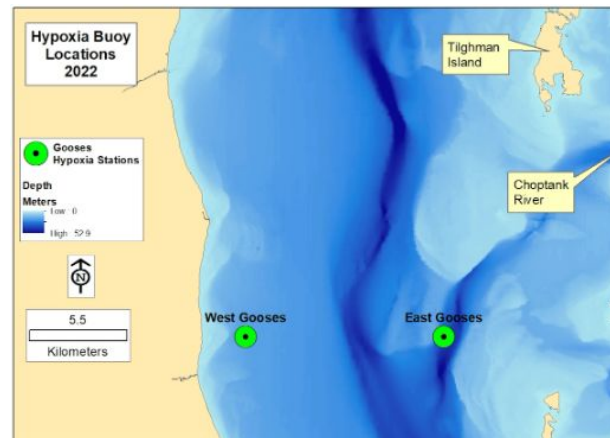 Hypoxia Buoy
Locations
2022
Tilghman
Island
Gooses
Hypoxia Stations
Depth
Meters
Low : 0
High : 52.9
Choptank
River
N
5.5
Kilometers
West Gooses
East Gooses